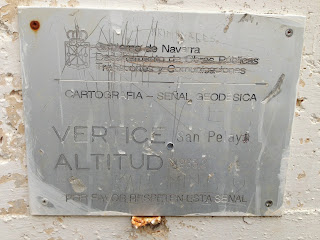 Gobierno de Navarra
Departamento de Obras Públicas
Transportes y Comunicaciones
CARTOGRAFIA - SEÑAL GEODESICA
VERTICE San Pelayo
ALTITUD
POR FAVOR RESPETEN ESTA SEÑAL